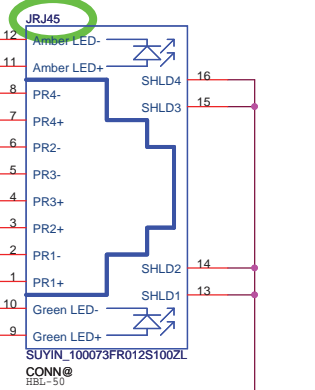 JRJ45
12 Amber LED-
11 Amber LED+
SHLD4 16
8 PR4-
SHLD3 15
7 PR4+
6 PR2-
5 PR3-
4 PR3+
3 PR2+
2 PR1-
SHLD2 14
1 PR1+
SHLD1 13
10 Green LED-
9 Green LED+
SUYIN_100073FR012S100ZL
CONN@
HBL-50